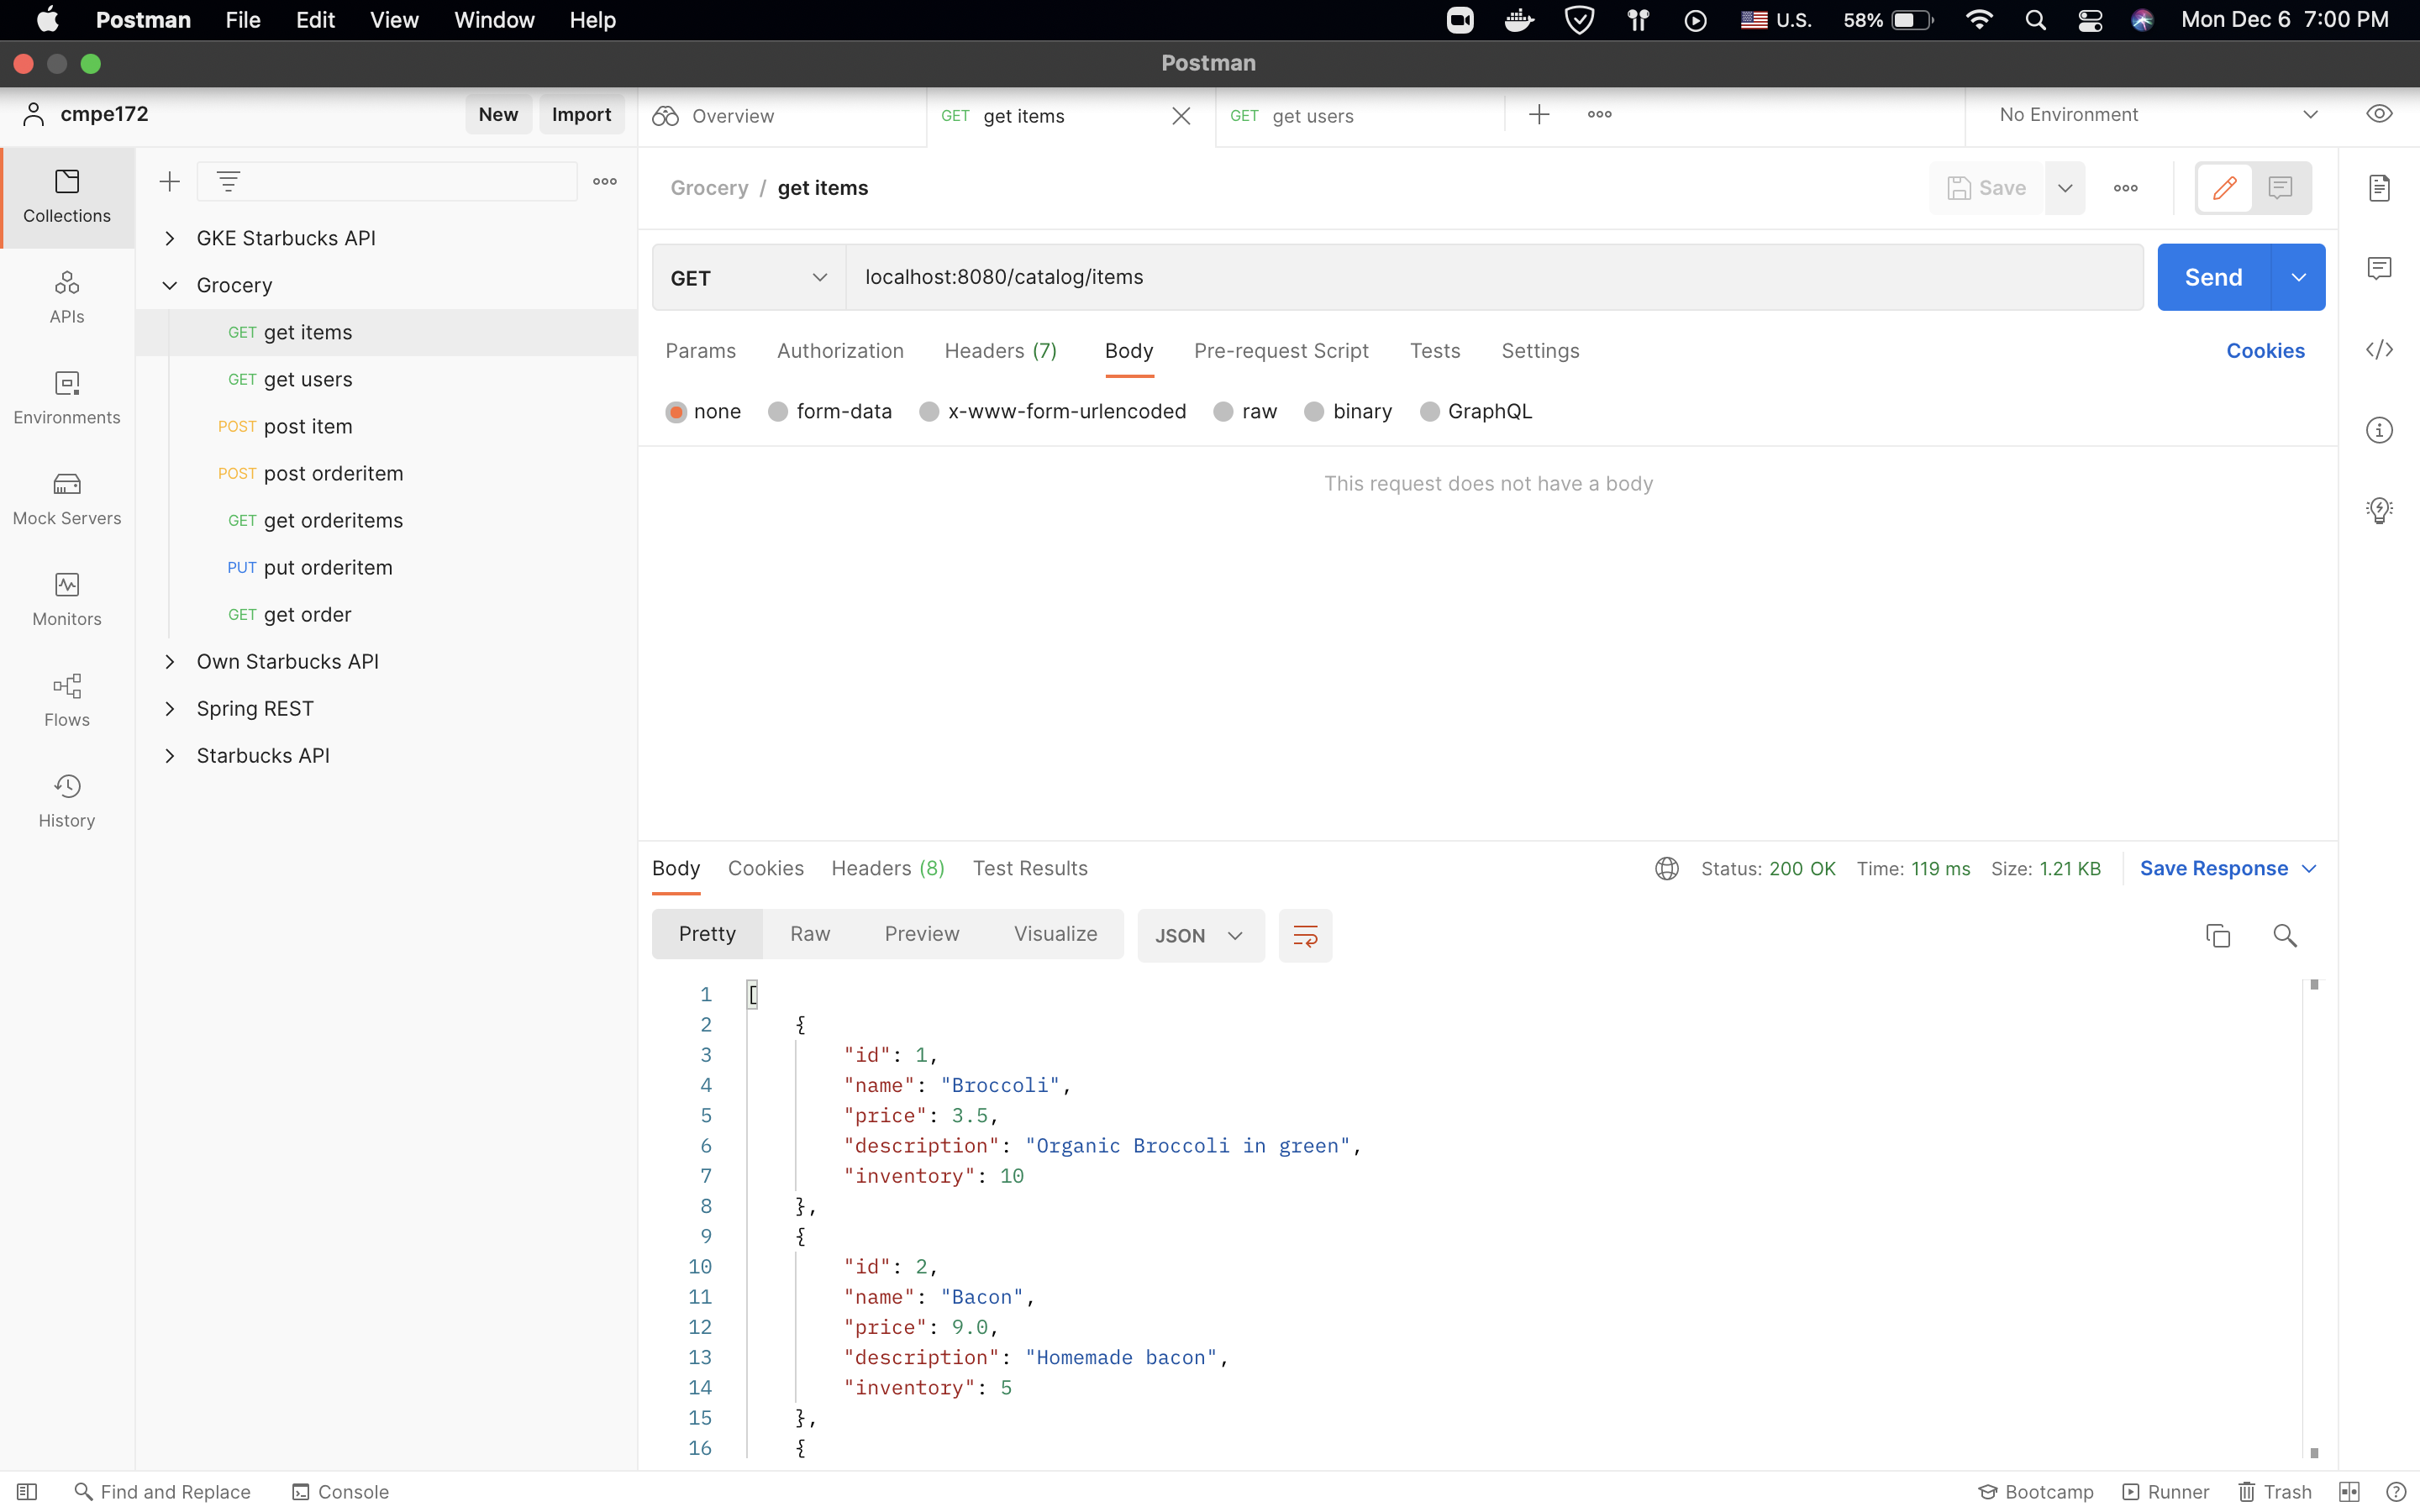 Postman File Edit View Window Help U.S. 58% Mon Dec 6 7:00 PM
Postman
cmpe172 New Import Overview GET get items GET get users No Environment
Collections
APIs
Environments
Mock Servers
Monitors
Flows
History
GKE Starbucks API
Grocery
GET get items
GET get users
POST post item
POST post orderitem
GET get orderitems
PUT put orderitem
GET get order
Own Starbucks API
Spring REST
Starbucks API
Grocery / get items Save
GET localhost:8080/catalog/items Send
Params Authorization Headers (7) Body Pre-request Script Tests Settings Cookies
none form-data x-www-form-urlencoded raw binary GraphQL
This request does not have a body
Body Cookies Headers (8) Test Results Status: 200 OK Time: 119 ms Size: 1.21 KB Save Response
Pretty Raw Preview Visualize JSON
1 [
2 {
3 "id": 1,
4 "name": "Broccoli",
5 "price": 3.5,
6 "description": "Organic Broccoli in green",
7 "inventory": 10
8 },
9 {
10 "id": 2,
11 "name": "Bacon",
12 "price": 9.0,
13 "description": "Homemade bacon",
14 "inventory": 5
15 },
16 {
Find and Replace Console Bootcamp Runner Trash